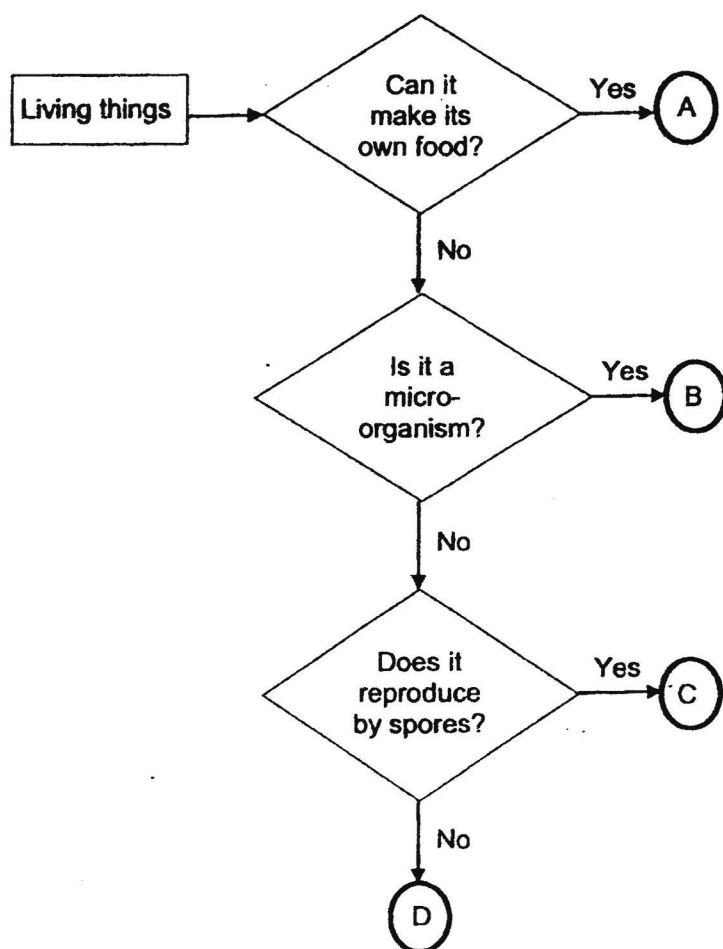 Living things
Can it
make its
own food?
Yes
A
No
Is it a
micro-
organism?
Yes
B
No
Does it
reproduce
by spores?
Yes
C
No
D